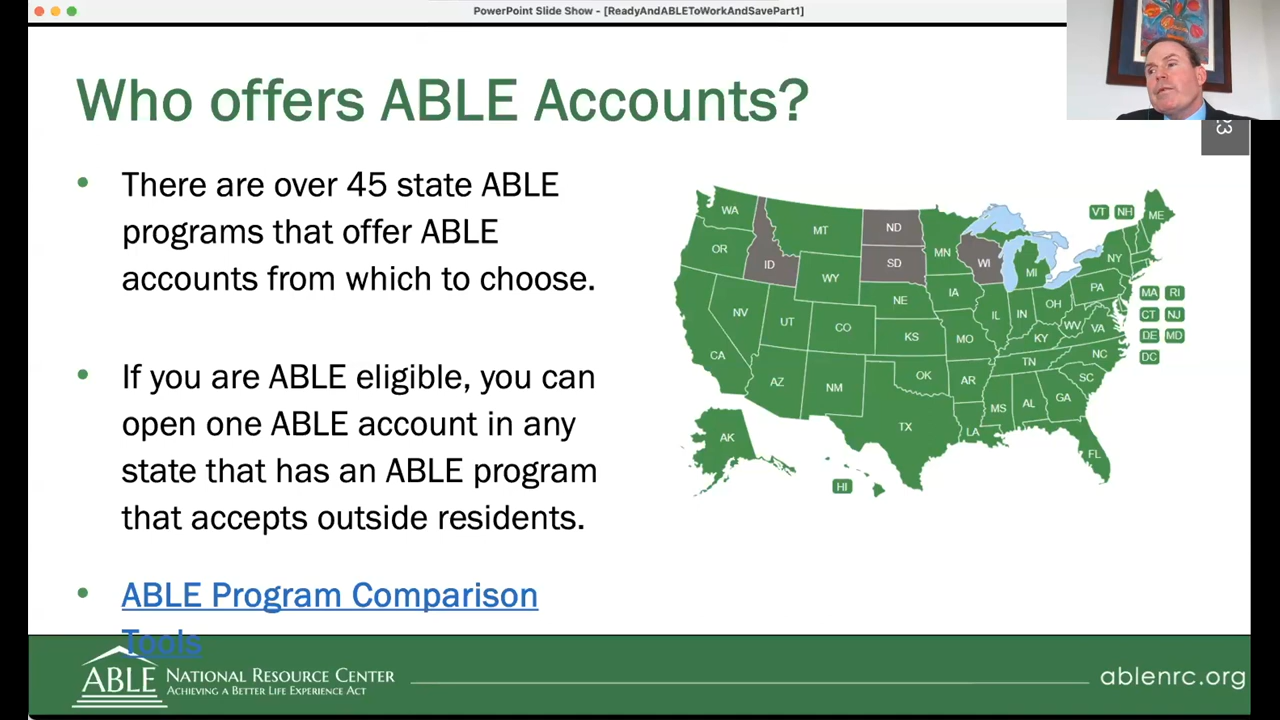 PowerPoint Slide Show - [ReadyAndABLEToWorkAndSavePart1]
Who offers ABLE Accounts?
23
• There are over 45 state ABLE
programs that offer ABLE
accounts from which to choose.
• If you are ABLE eligible, you can
open one ABLE account in any
state that has an ABLE program
that accepts outside residents.
• ABLE Program Comparison
Tools
WA
MT
ND
MN
VT
NH
ME
OR
ID
SD
WI
MI
NY
WY
IA
NE
PA
MA
RI
NV
UT
CO
KS
MO
IL
IN
OH
WV
VA
KY
CT
NJ
DE
MD
DC
CA
AZ
NM
OK
AR
TN
NC
SC
MS
AL
GA
TX
LA
FL
AK
HI
ABLE
NATIONAL RESOURCE CENTER
ACHIEVING A BETTER LIFE EXPERIENCE ACT
ablenrc.org